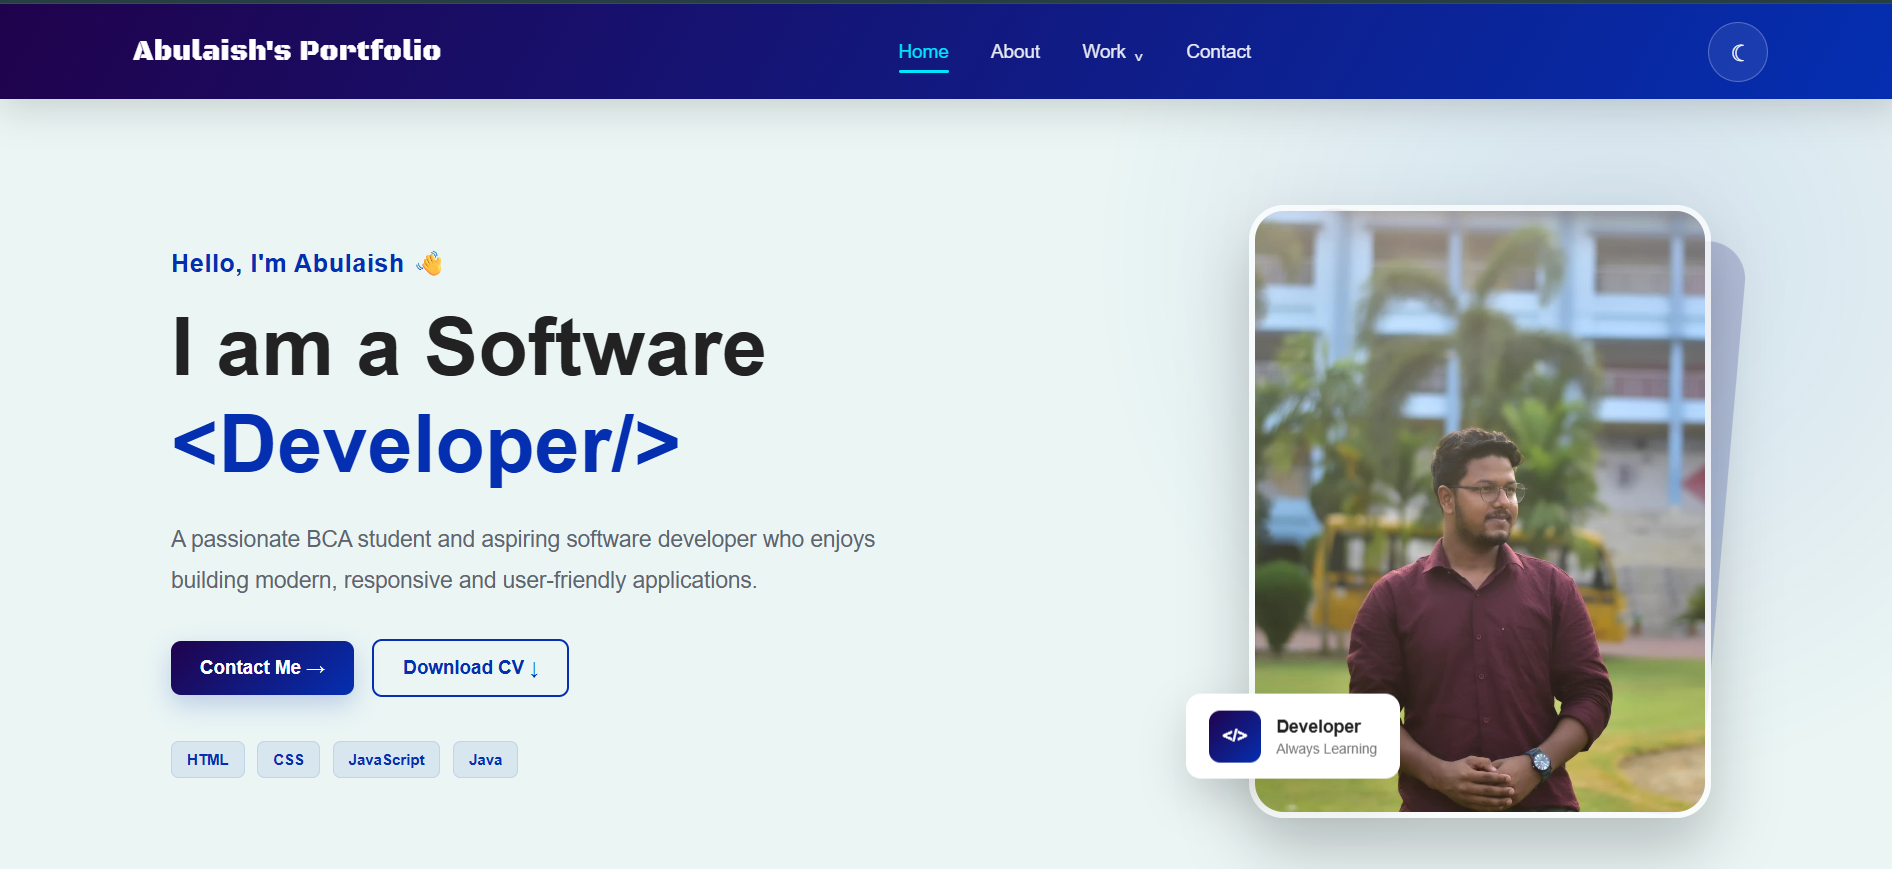 Abulaish's Portfolio
Home About Work v Contact
Hello, I'm Abulaish 👋
I am a Software
<Developer/>
A passionate BCA student and aspiring software developer who enjoys
building modern, responsive and user-friendly applications.
Contact Me →
Download CV ↓
HTML CSS JavaScript Java
</>
Developer
Always Learning